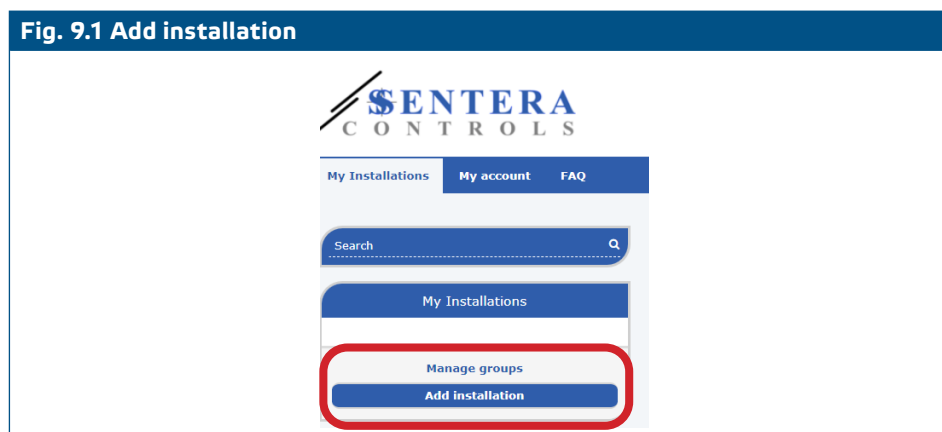 Fig. 9.1 Add installation
SENTERA
CONTROLS
My Installations My account FAQ
Search
My Installations
Manage groups
Add installation